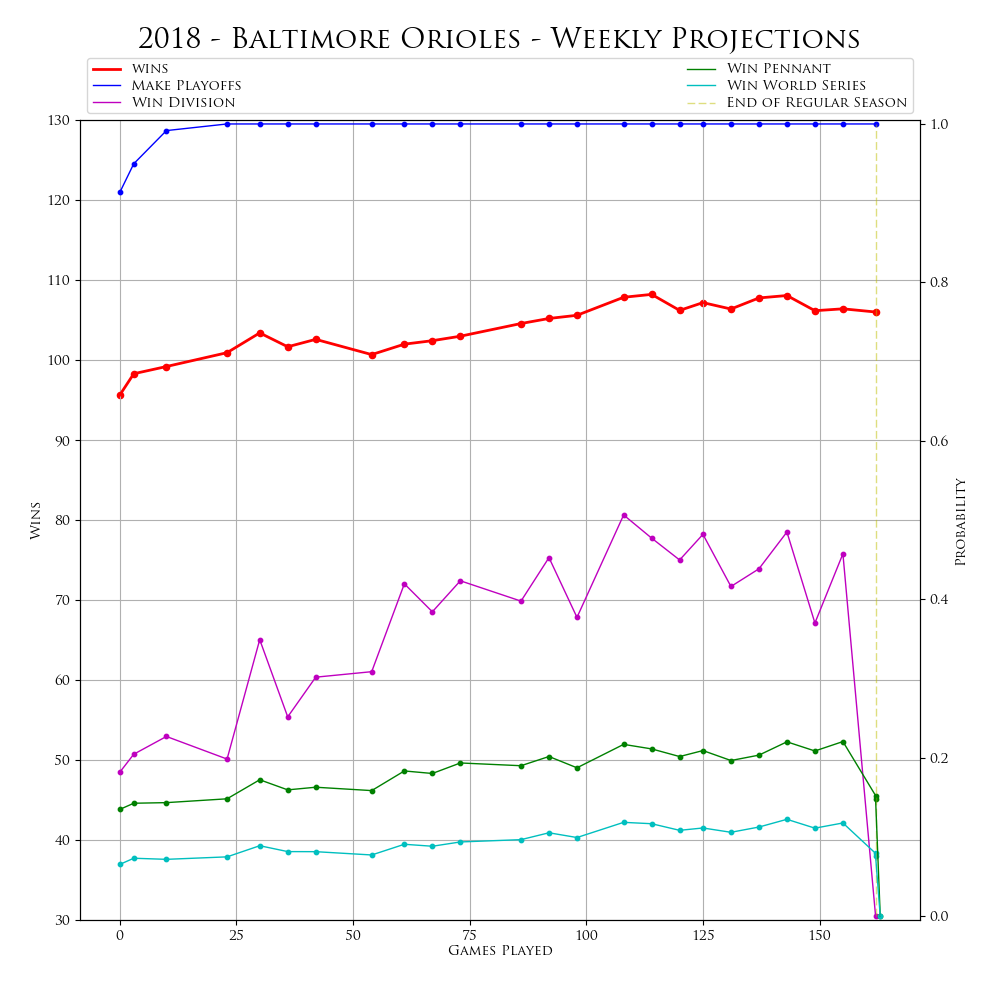 2018 - Baltimore Orioles - Weekly Projections
wins
Make Playoffs
Win Division
Win Pennant
Win World Series
End of Regular Season
130
120
110
100
90
80
70
60
50
40
30
Wins
1.0
0.8
0.6
0.4
0.2
0.0
Probability
0 25 50 75 100 125 150
Games Played